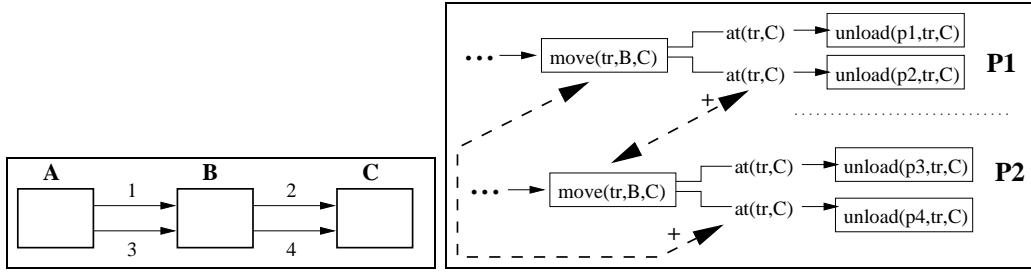 A B C
1 2
3 4
at(tr,C) unload(p1,tr,C)
... move(tr,B,C) P1
at(tr,C) unload(p2,tr,C)
+
at(tr,C) unload(p3,tr,C)
... move(tr,B,C) P2
at(tr,C) unload(p4,tr,C)
+